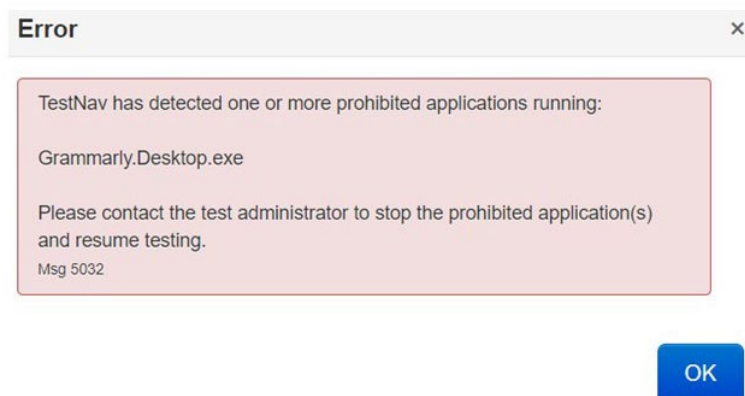 Error
×
TestNav has detected one or more prohibited applications running:
Grammarly.Desktop.exe
Please contact the test administrator to stop the prohibited application(s)
and resume testing.
Msg 5032
OK